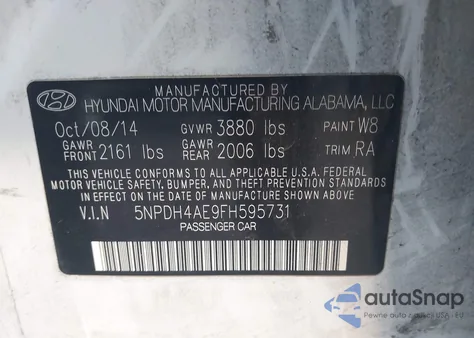 MANUFACTURED BY
HYUNDAI MOTOR MANUFACTURING ALABAMA, LLC
Oct/08/14 GVWR 3880 lbs PAINT W8
GAWR FRONT 2161 lbs GAWR REAR 2006 lbs TRIM RA
THIS VEHICLE CONFORMS TO ALL APPLICABLE U.S.A. FEDERAL
MOTOR VEHICLE SAFETY, BUMPER, AND THEFT PREVENTION
STANDARDS IN EFFECT ON THE DATE OF MANUFACTURE SHOWN ABOVE.
V.I.N 5NPDH4AE9FH595731
PASSENGER CAR
autoSnap